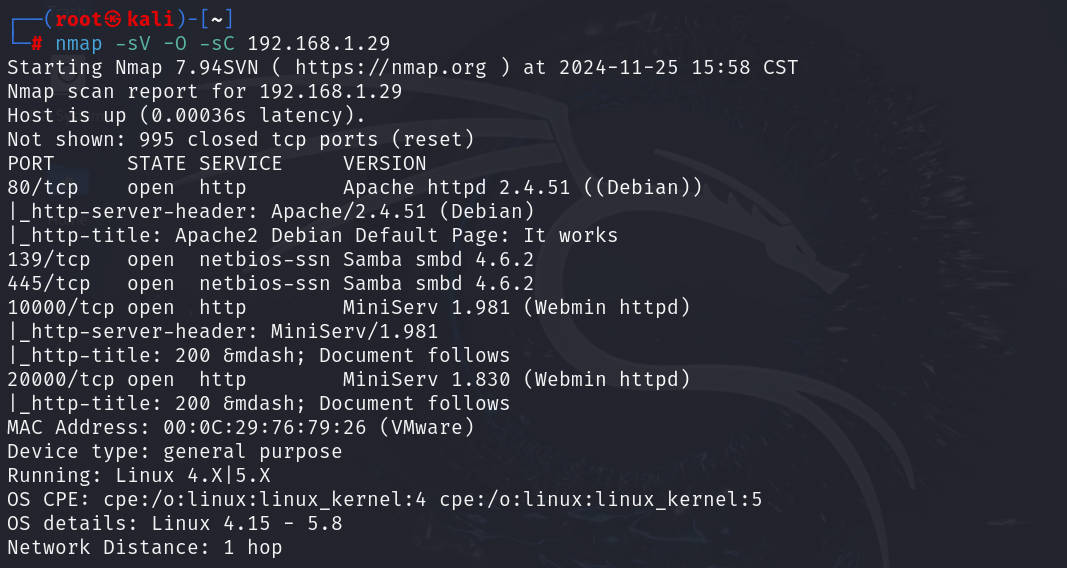 ┌──(root㉿kali)-[~]
└─# nmap -sV -O -sC 192.168.1.29
Starting Nmap 7.94SVN ( https://nmap.org ) at 2024-11-25 15:58 CST
Nmap scan report for 192.168.1.29
Host is up (0.00036s latency).
Not shown: 995 closed tcp ports (reset)
PORT      STATE SERVICE     VERSION
80/tcp    open  http        Apache httpd 2.4.51 ((Debian))
|_http-server-header: Apache/2.4.51 (Debian)
|_http-title: Apache2 Debian Default Page: It works
139/tcp   open  netbios-ssn Samba smbd 4.6.2
445/tcp   open  netbios-ssn Samba smbd 4.6.2
10000/tcp open  http        MiniServ 1.981 (Webmin httpd)
|_http-server-header: MiniServ/1.981
|_http-title: 200 &mdash; Document follows
20000/tcp open  http        MiniServ 1.830 (Webmin httpd)
|_http-title: 200 &mdash; Document follows
MAC Address: 00:0C:29:76:79:26 (VMware)
Device type: general purpose
Running: Linux 4.X|5.X
OS CPE: cpe:/o:linux:linux_kernel:4 cpe:/o:linux:linux_kernel:5
OS details: Linux 4.15 - 5.8
Network Distance: 1 hop